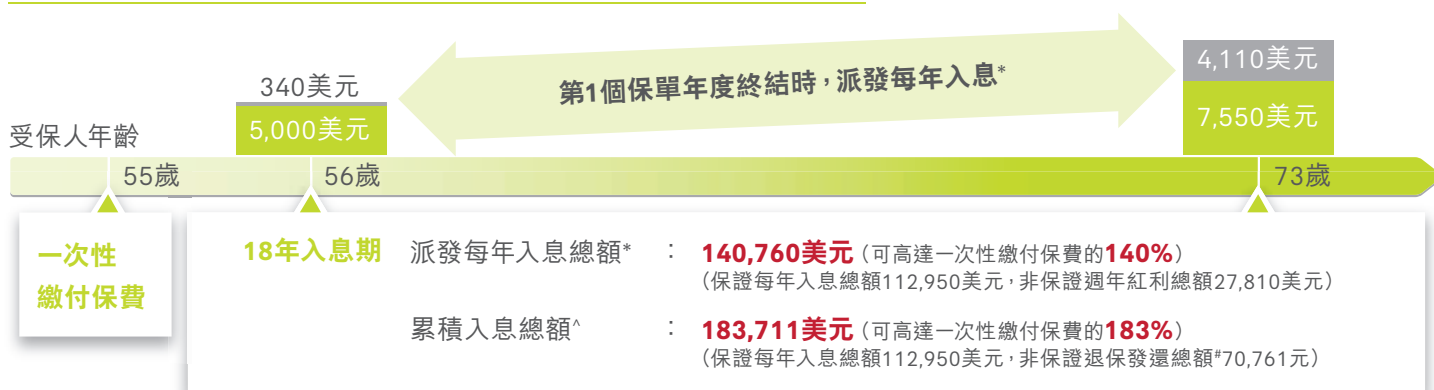 340美元
5,000美元
第1個保單年度終結時，派發每年入息*
4,110美元
7,550美元
受保人年齡
55歲
56歲
73歲
一次性
繳付保費
18年入息期
派發每年入息總額* : 140,760美元（可高達一次性繳付保費的140%）
（保證每年入息總額112,950美元，非保證週年紅利總額27,810美元）
累積入息總額^ : 183,711美元（可高達一次性繳付保費的183%）
（保證每年入息總額112,950美元，非保證退保發還總額#70,761元）